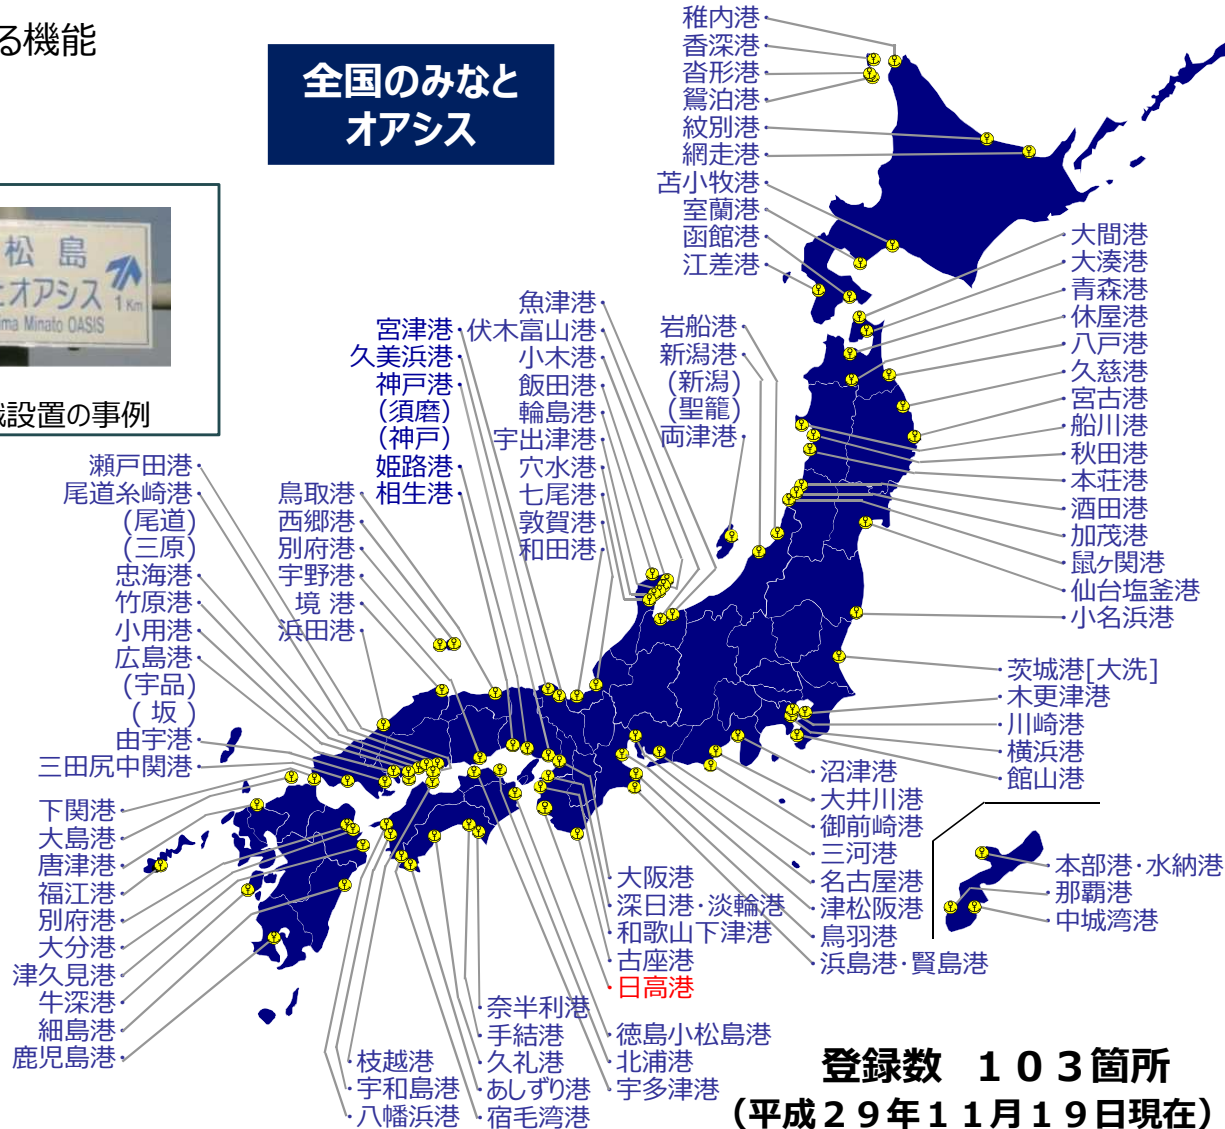 る機能
全国のみなと
オアシス
松島
とオアシス
1Km
ima Minato OASIS
設置の事例
稚内港
香深港
沓形港
鴛泊港
紋別港
網走港
苫小牧港
室蘭港
函館港
江差港
大間港
大湊港
青森港
休屋港
八戸港
久慈港
宮古港
船川港
秋田港
本荘港
酒田港
加茂港
鼠ヶ関港
仙台塩釜港
小名浜港
茨城港[大洗]
木更津港
川崎港
横浜港
館山港
岩船港
新潟港
(新潟)
(聖籠)
両津港
魚津港
伏木富山港
小木港
飯田港
輪島港
宇出津港
穴水港
七尾港
敦賀港
和田港
宮津港
久美浜港
神戸港
(須磨)
(神戸)
姫路港
相生港
鳥取港
西郷港
別府港
宇野港
境 港
浜田港
瀬戸田港
尾道糸崎港
(尾道)
(三原)
忠海港
竹原港
小用港
広島港
(宇品)
( 坂 )
由宇港
三田尻中関港
下関港
大島港
唐津港
福江港
別府港
大分港
津久見港
牛深港
細島港
鹿児島港
枝越港
宇和島港
八幡浜港
奈半利港
手結港
久礼港
あしずり港
宿毛湾港
徳島小松島港
北浦港
宇多津港
大阪港
深日港・淡輪港
和歌山下津港
古座港
日高港
沼津港
大井川港
御前崎港
三河港
名古屋港
津松阪港
鳥羽港
浜島港・賢島港
本部港・水納港
那覇港
中城湾港
登録数 １０３箇所
(平成２９年１１月１９日現在)